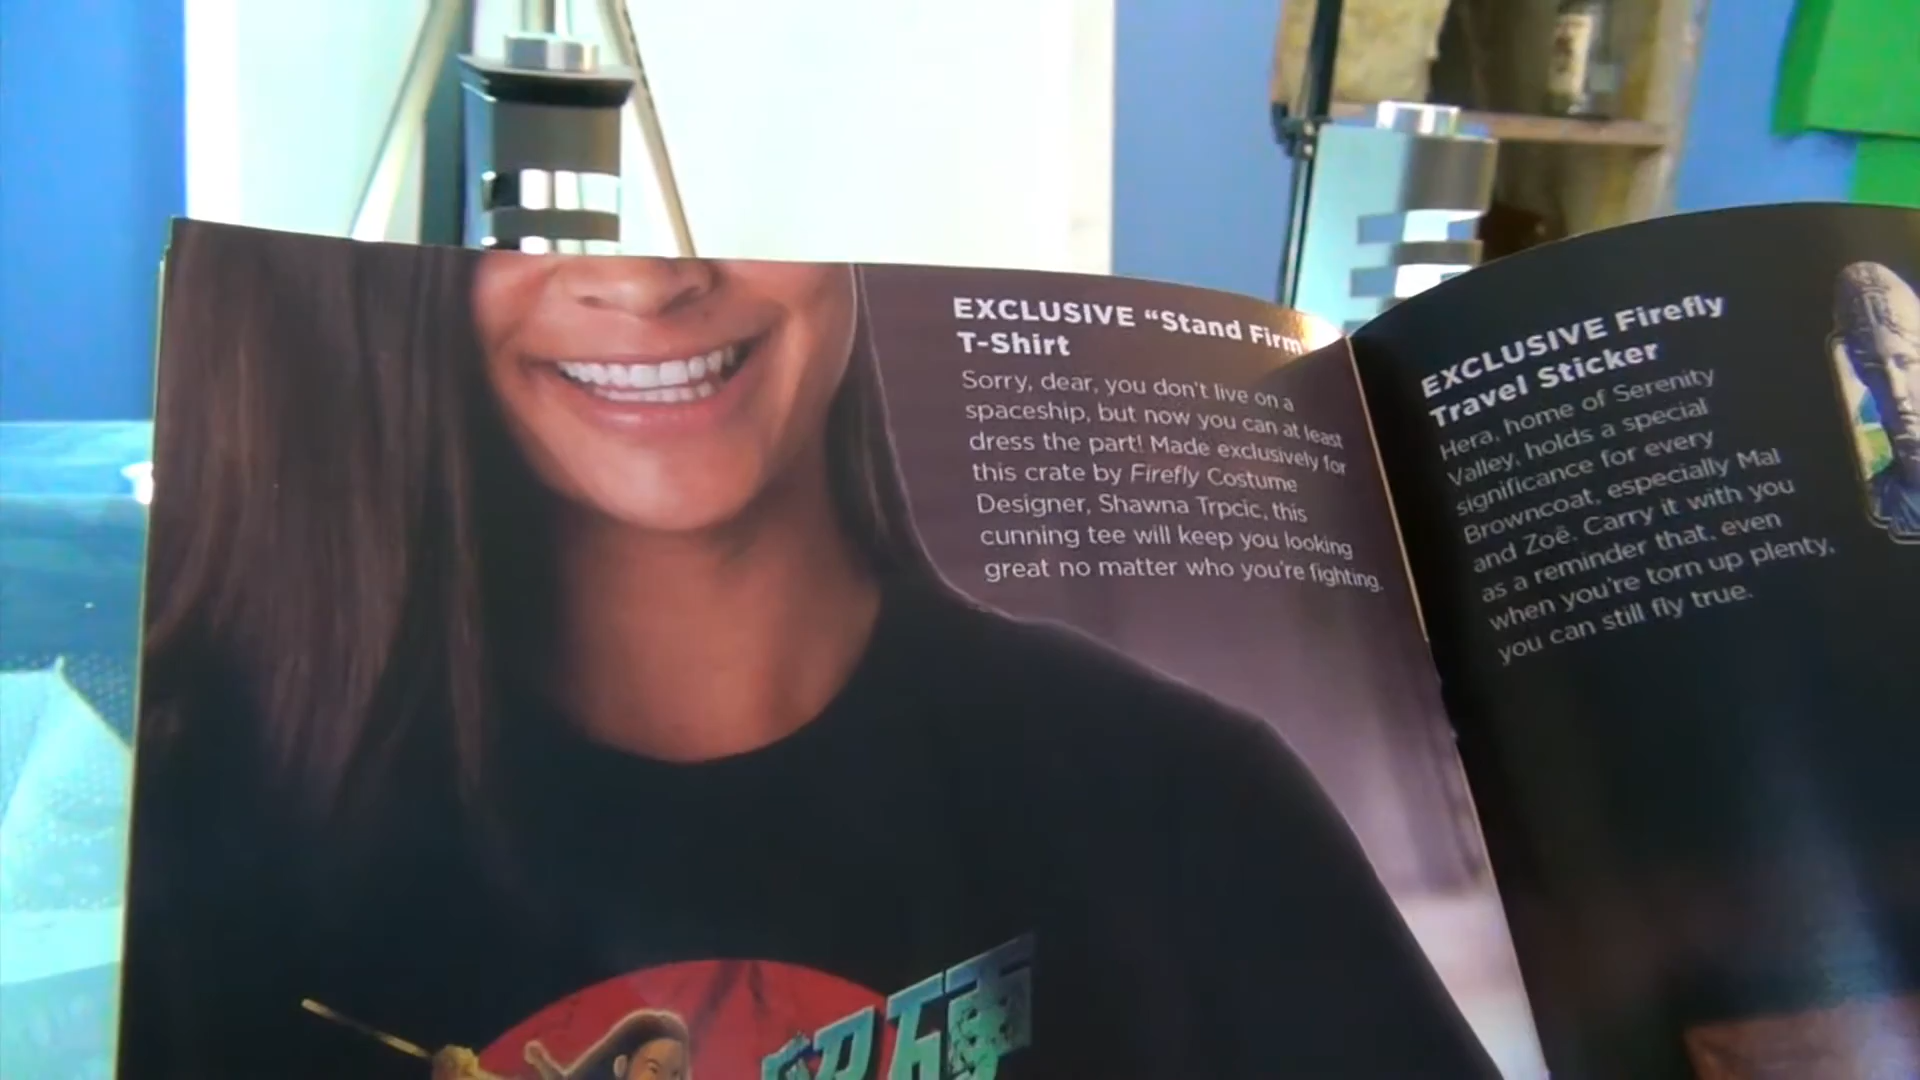 EXCLUSIVE “Stand Firm
T-Shirt
Sorry, dear, you don't live on a
spaceship, but now you can at least
dress the part! Made exclusively for
this crate by Firefly Costume
Designer, Shawna Trpcic, this
cunning tee will keep you looking
great no matter who you're fighting.
EXCLUSIVE Firefly
Travel Sticker
Hera, home of Serenity
Valley, holds a special
significance for every
Browncoat, especially Mal
and Zoë. Carry it with you
as a reminder that, even
when you're torn up plenty,
you can still fly true.